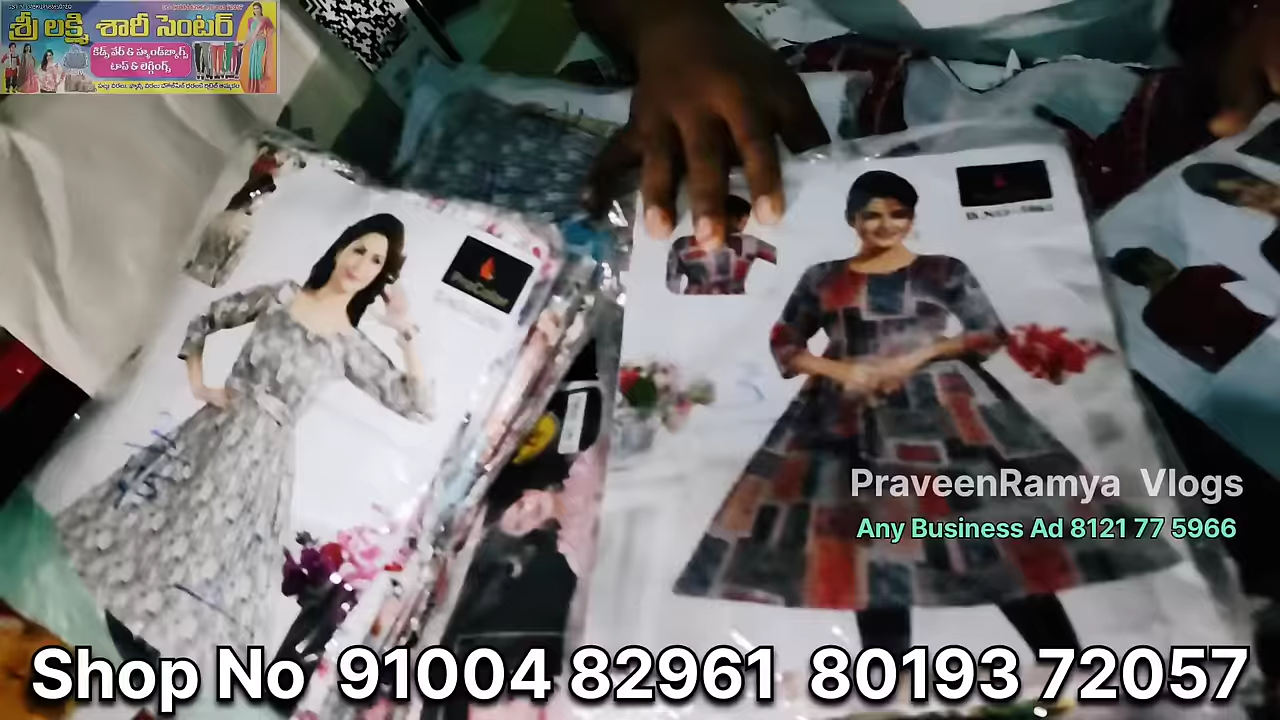 శ్రీ లక్ష్మి శారీ సెంటర్
కిడ్స్ వేర్ & హ్యాండ్‌బ్యాగ్స్
టాప్ & లెగ్గింగ్స్
PraveenRamya Vlogs
Any Business Ad 8121 77 5966
Shop No 91004 82961 80193 72057